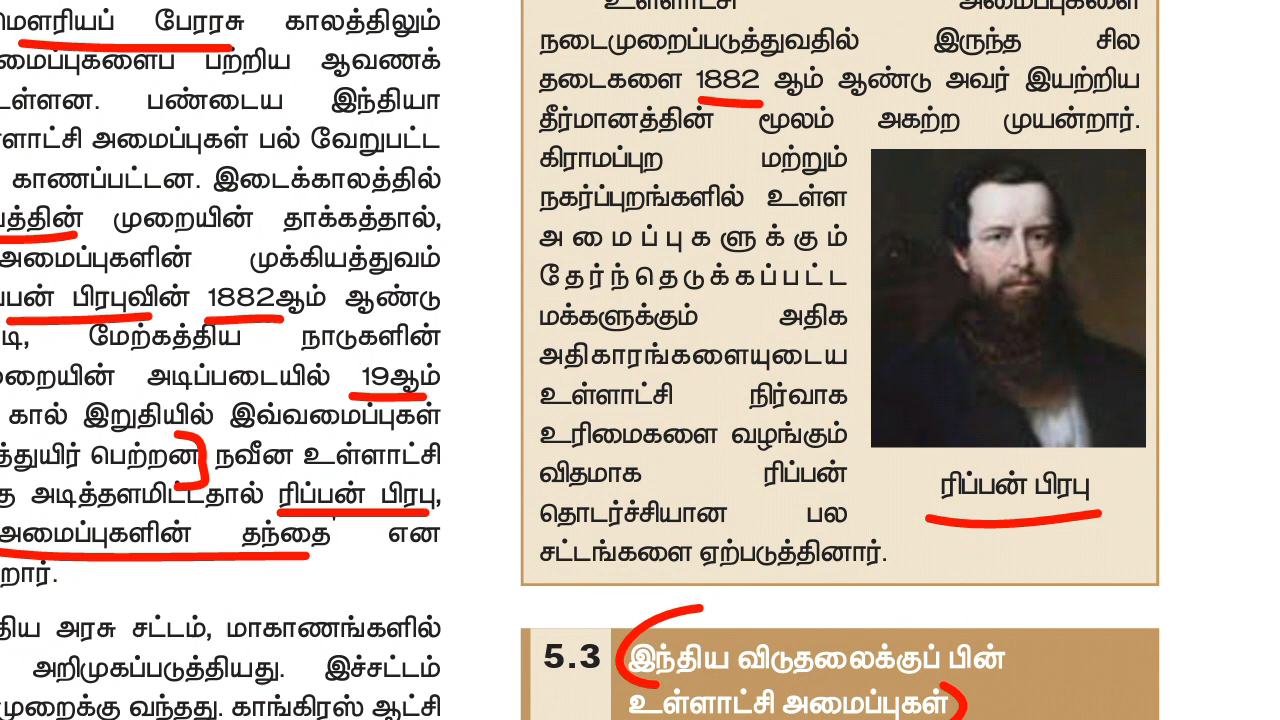 மௌரியப் பேரரசு காலத்திலும்
பற்றிய ஆவணக்
பண்டைய இந்தியா
அமைப்புகள் பல் வேறுபட்ட
காணப்பட்டன. இடைக்காலத்தில்
முறையின் தாக்கத்தால்,
அமைப்புகளின் முக்கியத்துவம்
பிரபுவின் 1882ஆம் ஆண்டு
மேற்கத்திய நாடுகளின்
அடிப்படையில் 19ஆம்
கால் இறுதியில் இவ்வமைப்புகள்
பெற்றன நவீன உள்ளாட்சி
அடித்தளமிட்டதால் ரிப்பன் பிரபு,
அமைப்புகளின் தந்தை' என
அரசு சட்டம், மாகாணங்களில்
அறிமுகப்படுத்தியது. இச்சட்டம்
வந்தது. காங்கிரஸ் ஆட்சி
உள்ளாட்சி அமைப்புகளை
நடைமுறைப்படுத்துவதில் இருந்த சில
தடைகளை 1882 ஆம் ஆண்டு அவர் இயற்றிய
தீர்மானத்தின் மூலம் அகற்ற முயன்றார்.
கிராமப்புற மற்றும்
நகர்ப்புறங்களில் உள்ள
அமைப்புகளுக்கும்
தேர்ந்தெடுக்கப்பட்ட
மக்களுக்கும் அதிக
அதிகாரங்களையுடைய
உள்ளாட்சி நிர்வாக
உரிமைகளை வழங்கும்
விதமாக ரிப்பன்
தொடர்ச்சியான பல
சட்டங்களை ஏற்படுத்தினார்.
ரிப்பன் பிரபு
5.3 இந்திய விடுதலைக்குப் பின்
உள்ளாட்சி அமைப்புகள்